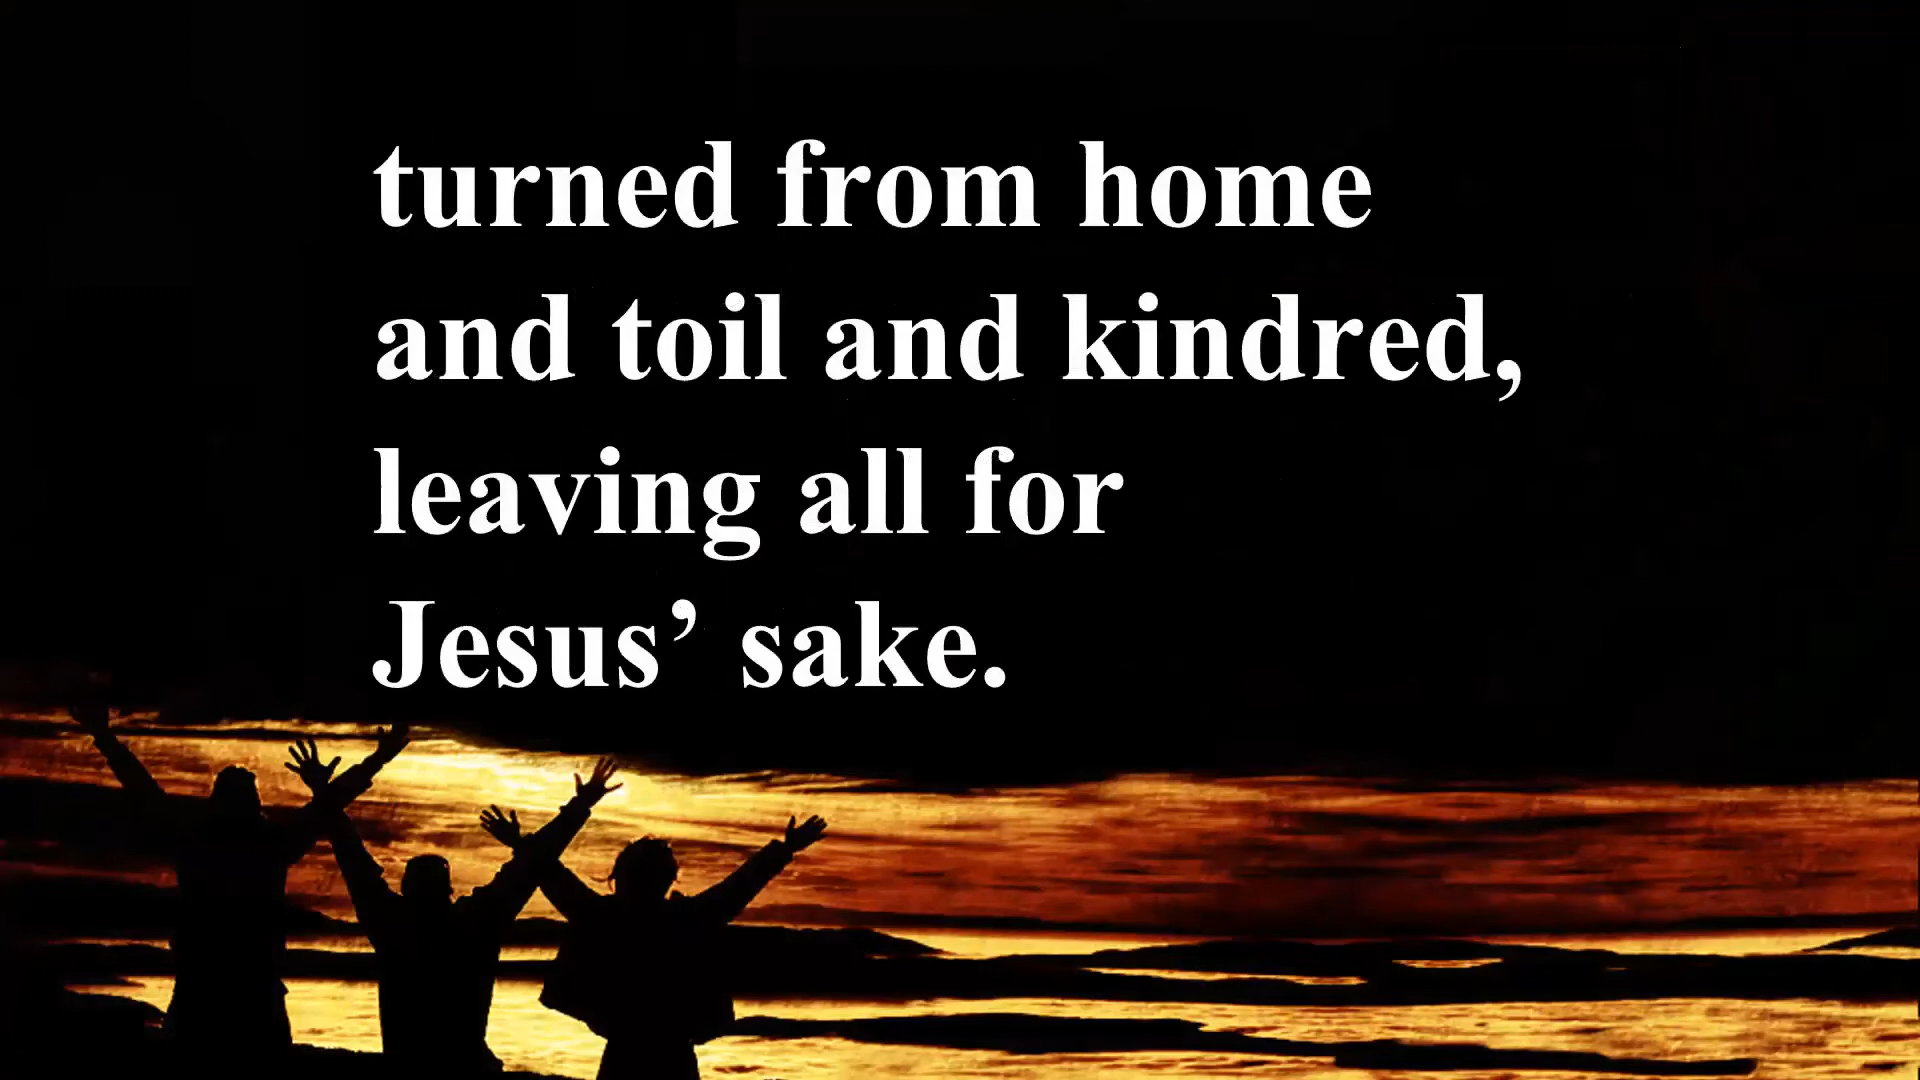 turned from home
and toil and kindred,
leaving all for
Jesus’ sake.